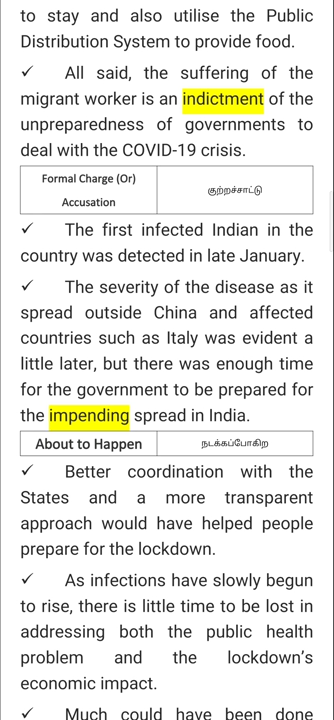 to stay and also utilise the Public
Distribution System to provide food.
✓ All said, the suffering of the
migrant worker is an indictment of the
unpreparedness of governments to
deal with the COVID-19 crisis.
Formal Charge (Or)
Accusation
குற்றச்சாட்டு
✓ The first infected Indian in the
country was detected in late January.
✓ The severity of the disease as it
spread outside China and affected
countries such as Italy was evident a
little later, but there was enough time
for the government to be prepared for
the impending spread in India.
About to Happen நடக்கப்போகிற
✓ Better coordination with the
States and a more transparent
approach would have helped people
prepare for the lockdown.
✓ As infections have slowly begun
to rise, there is little time to be lost in
addressing both the public health
problem and the lockdown's
economic impact.
✓ Much could have been done